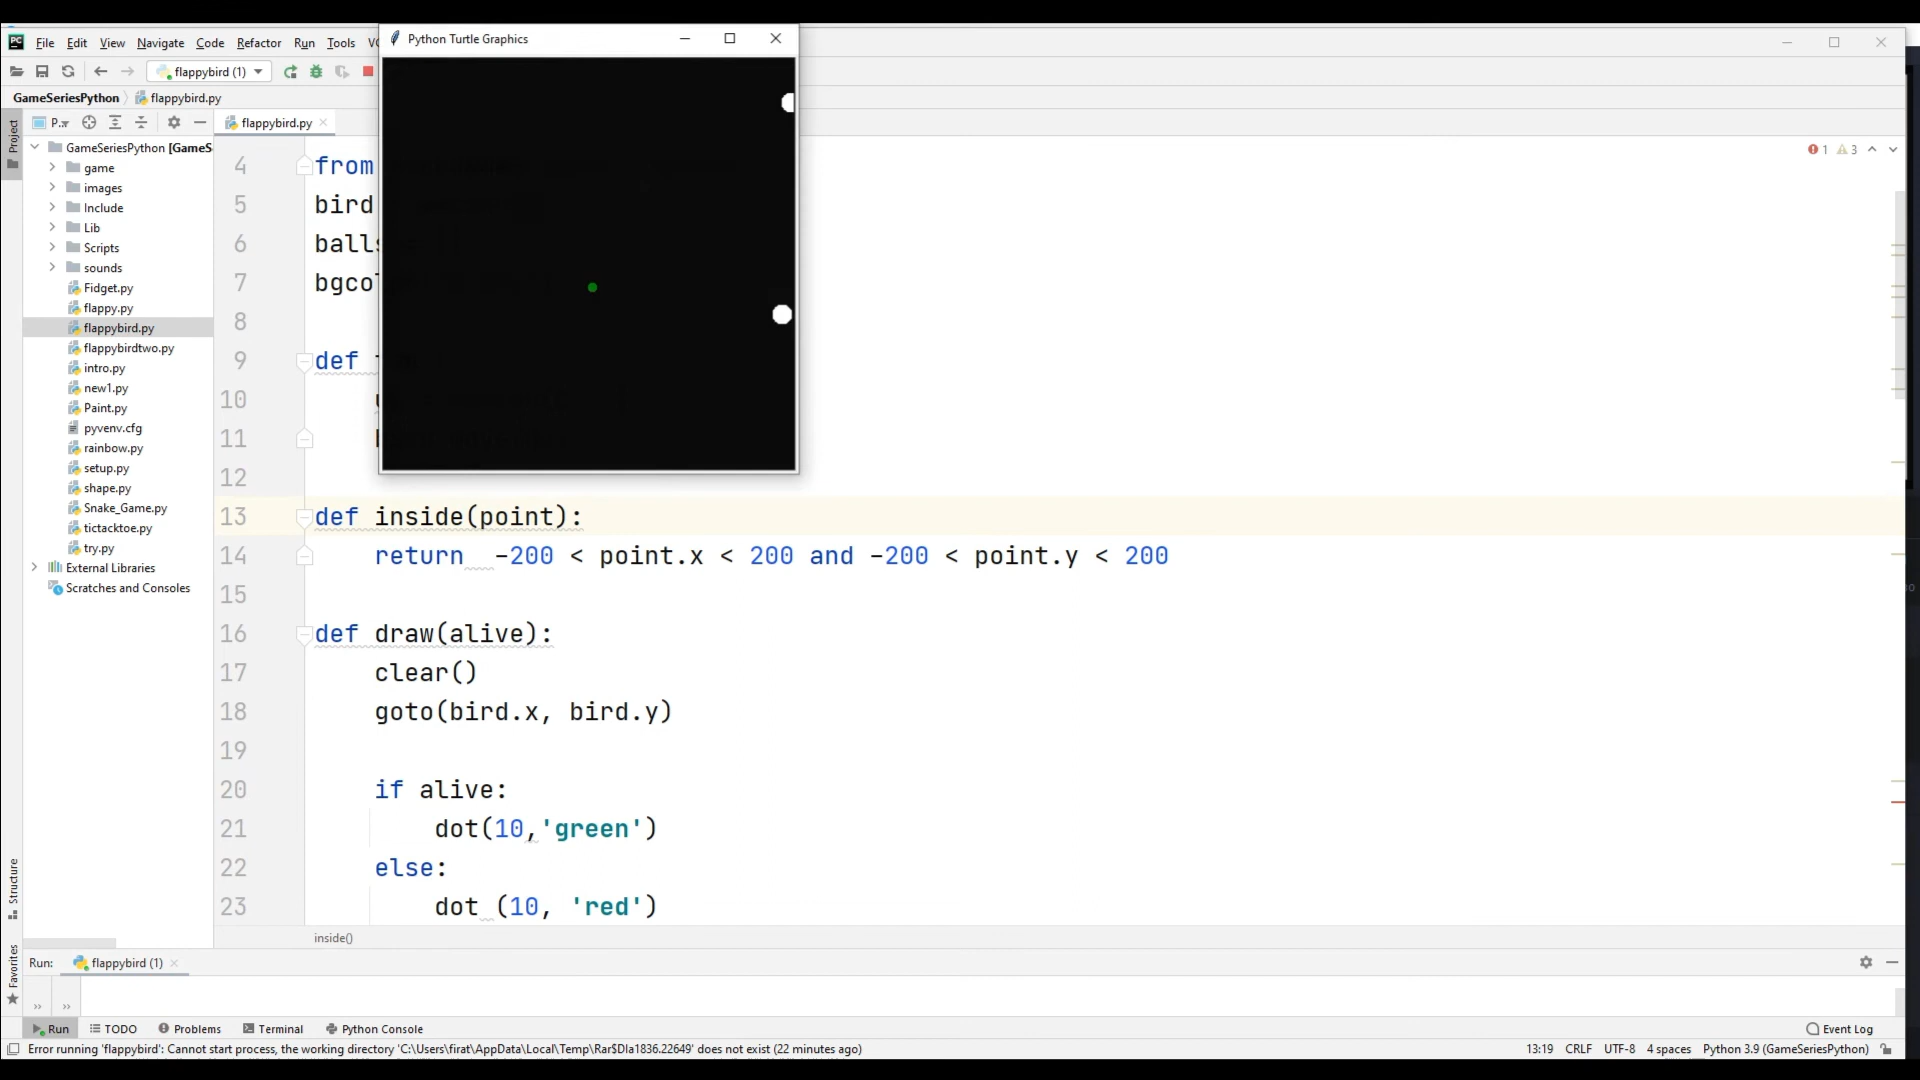 Python Turtle Graphics
File Edit View Navigate Code Refactor Run Tools
flappybird (1)
GameSeriesPython flappybird.py
Project
P..
flappybird.py
GameSeriesPython [GameS
game
images
Include
Lib
Scripts
sounds
Fidget.py
flappy.py
flappybird.py
flappybirdtwo.py
intro.py
new1.py
Paint.py
pyvenv.cfg
rainbow.py
setup.py
shape.py
Snake_Game.py
tictacktoe.py
try.py
External Libraries
Scratches and Consoles
1 3
4 from
5 bird
6 balls
7 bgcol
8
9 def
10
11
12
13 def inside(point):
14 return -200 < point.x < 200 and -200 < point.y < 200
15
16 def draw(alive):
17 clear()
18 goto(bird.x, bird.y)
19
20 if alive:
21 dot(10,'green')
22 else:
23 dot (10, 'red')
inside()
Structure
Favorites
Run: flappybird (1)
Run TODO Problems Terminal Python Console Event Log
Error running 'flappybird': Cannot start process, the working directory 'C:\Users\firat\AppData\Local\Temp\Rar$DIa1836.22649' does not exist (22 minutes ago) 13:19 CRLF UTF-8 4 spaces Python 3.9 (GameSeriesPython)